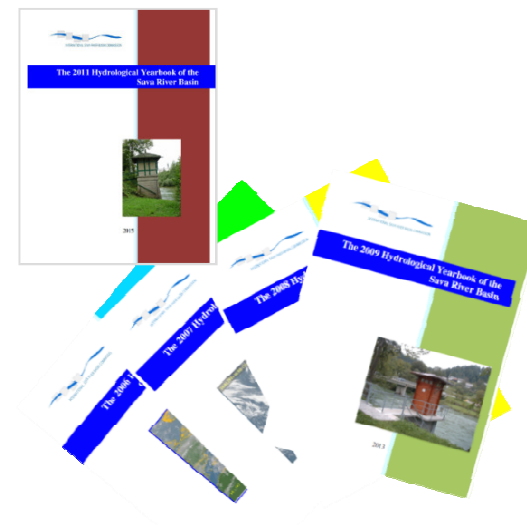 The 2011 Hydrological Yearbook of the
Sava River Basin
2015
The 2009 Hydrological Yearbook of the
Sava River Basin
2013
The 2008 Hyd
The 2007 Hydrol
The 2006